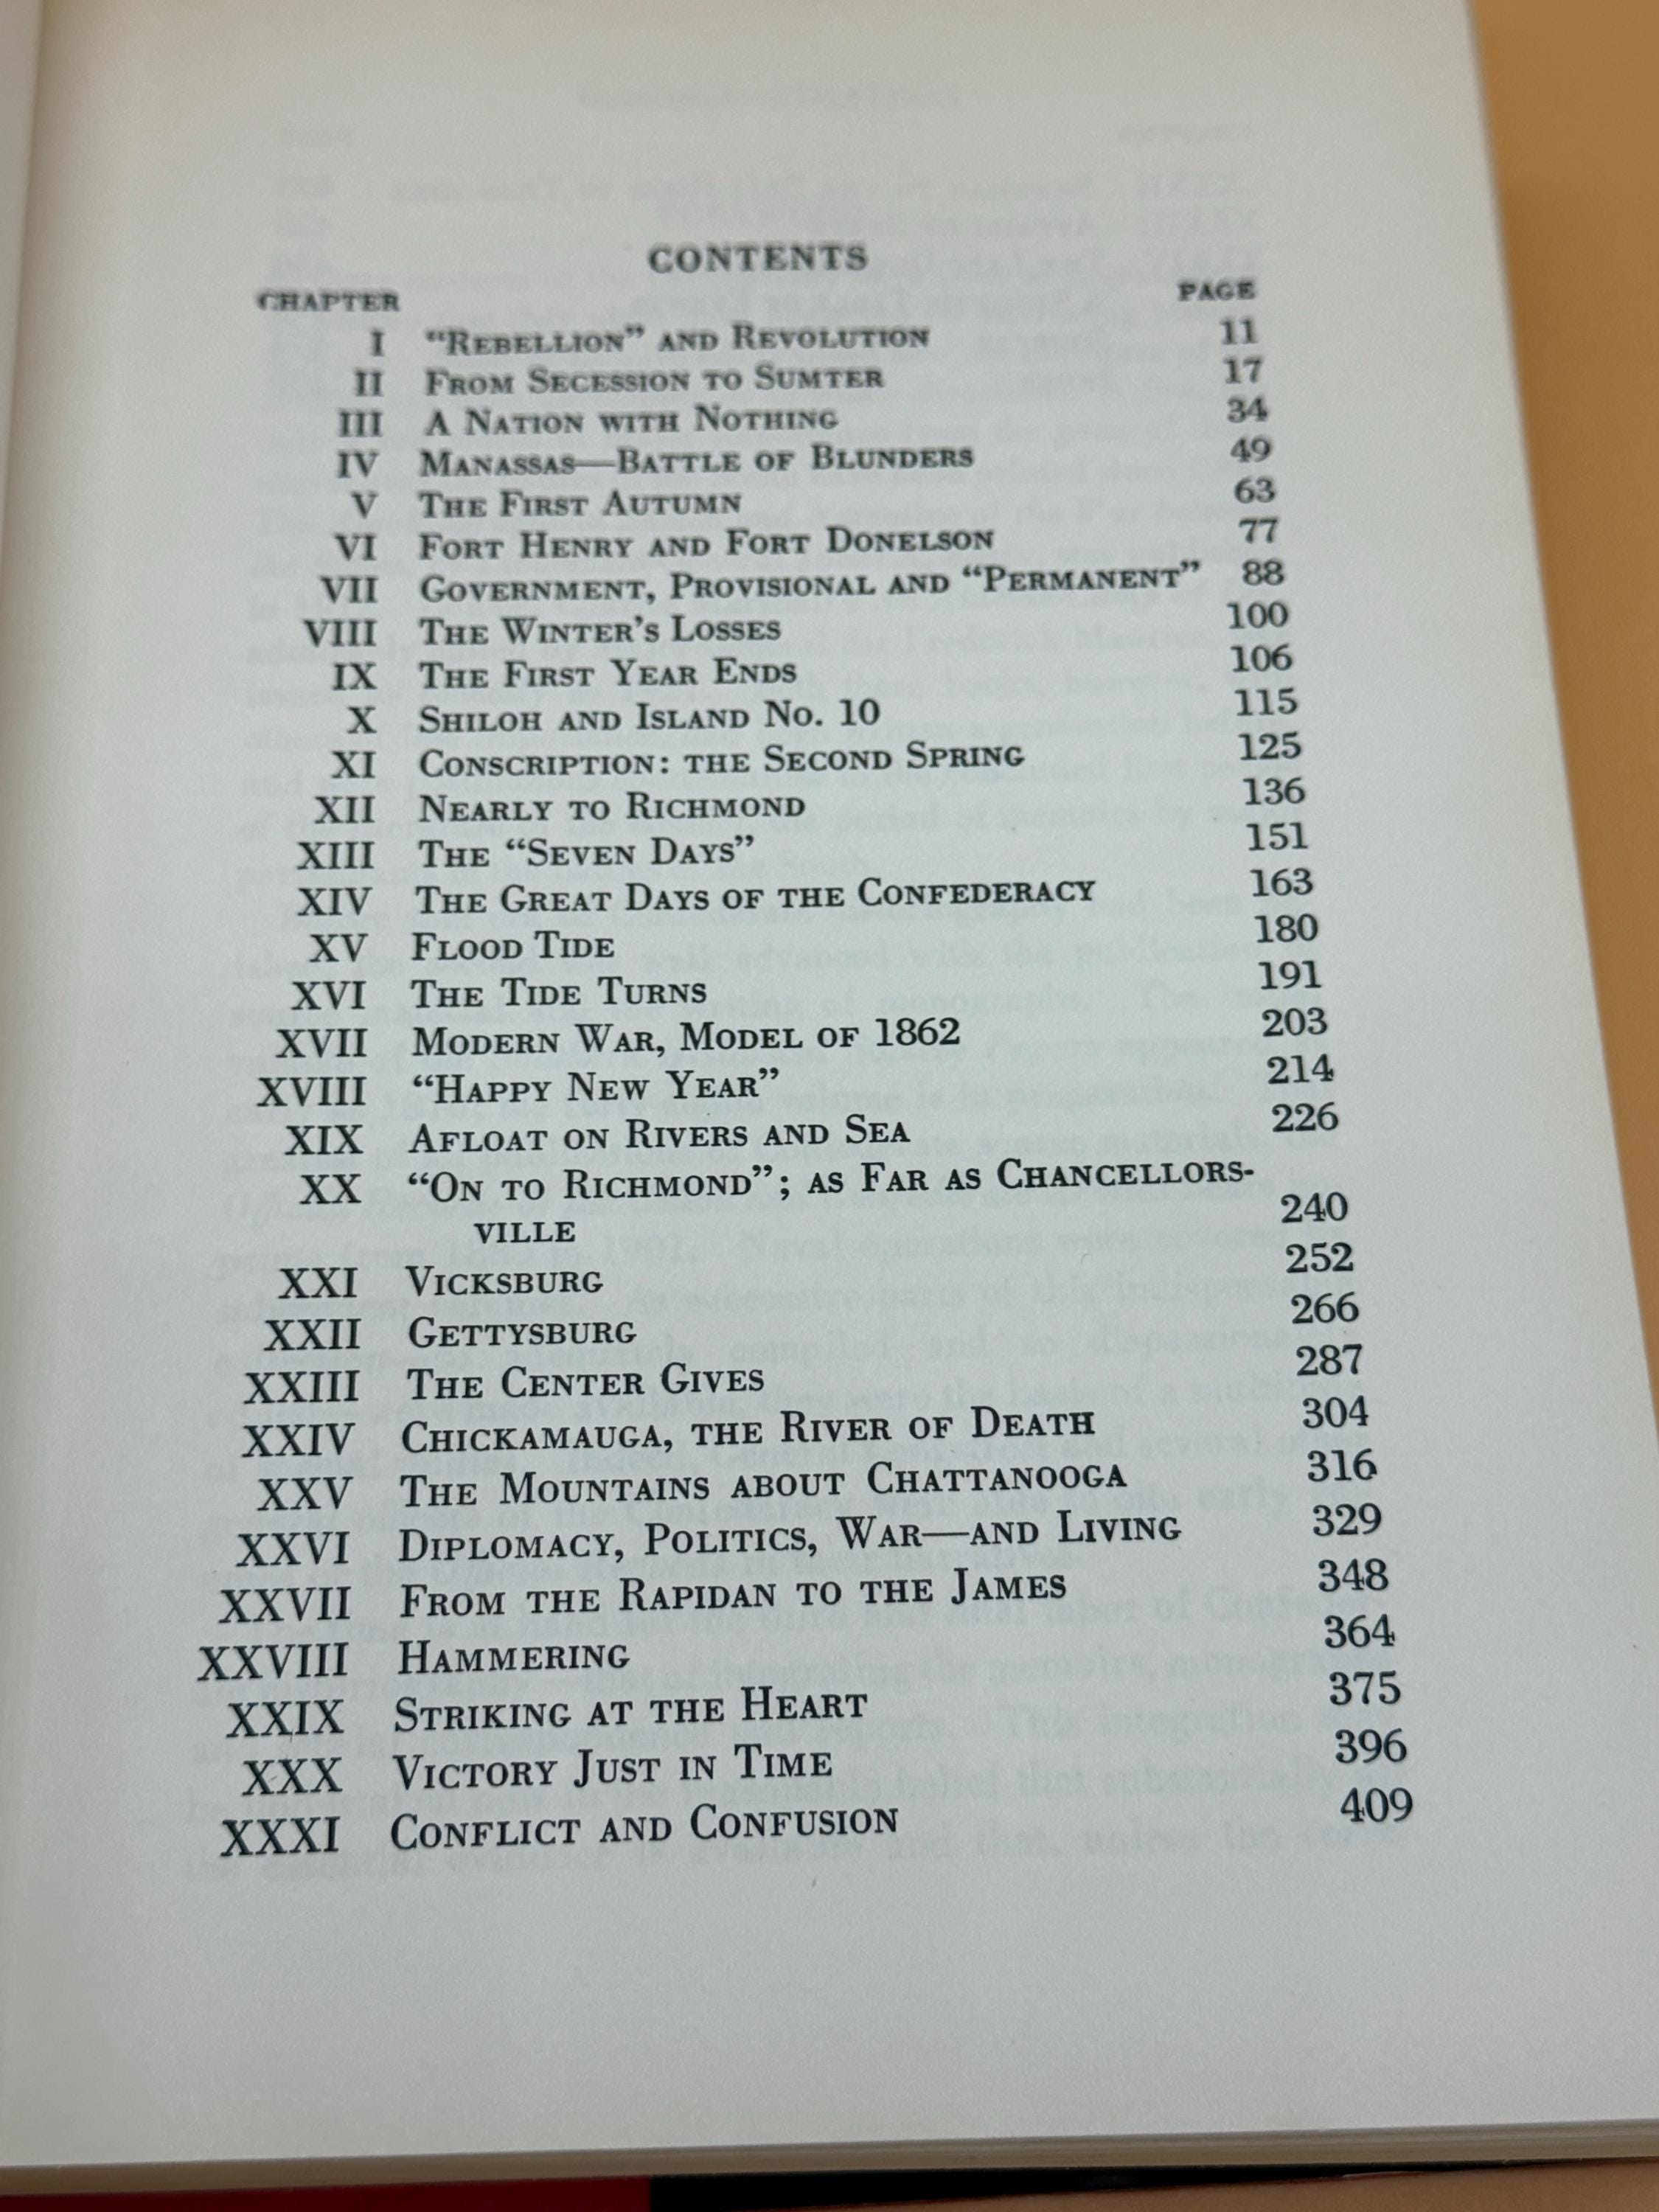 CONTENTS
CHAPTER PAGE
I “REBELLION” AND REVOLUTION 11
II FROM SECESSION TO SUMTER 17
III A NATION WITH NOTHING 34
IV MANASSAS—BATTLE OF BLUNDERS 49
V THE FIRST AUTUMN 63
VI FORT HENRY AND FORT DONELSON 77
VII GOVERNMENT, PROVISIONAL AND “PERMANENT” 88
VIII THE WINTER’S LOSSES 100
IX THE FIRST YEAR ENDS 106
X SHILOH AND ISLAND NO. 10 115
XI CONSCRIPTION: THE SECOND SPRING 125
XII NEARLY TO RICHMOND 136
XIII THE “SEVEN DAYS” 151
XIV THE GREAT DAYS OF THE CONFEDERACY 163
XV FLOOD TIDE 180
XVI THE TIDE TURNS 191
XVII MODERN WAR, MODEL OF 1862 203
XVIII “HAPPY NEW YEAR” 214
XIX AFLOAT ON RIVERS AND SEA 226
XX “ON TO RICHMOND”; AS FAR AS CHANCELLORS-
VILLE 240
XXI VICKSBURG 252
XXII GETTYSBURG 266
XXIII THE CENTER GIVES 287
XXIV CHICKAMAUGA, THE RIVER OF DEATH 304
XXV THE MOUNTAINS ABOUT CHATTANOOGA 316
XXVI DIPLOMACY, POLITICS, WAR—AND LIVING 329
XXVII FROM THE RAPIDAN TO THE JAMES 348
XXVIII HAMMERING 364
XXIX STRIKING AT THE HEART 375
XXX VICTORY JUST IN TIME 396
XXXI CONFLICT AND CONFUSION 409